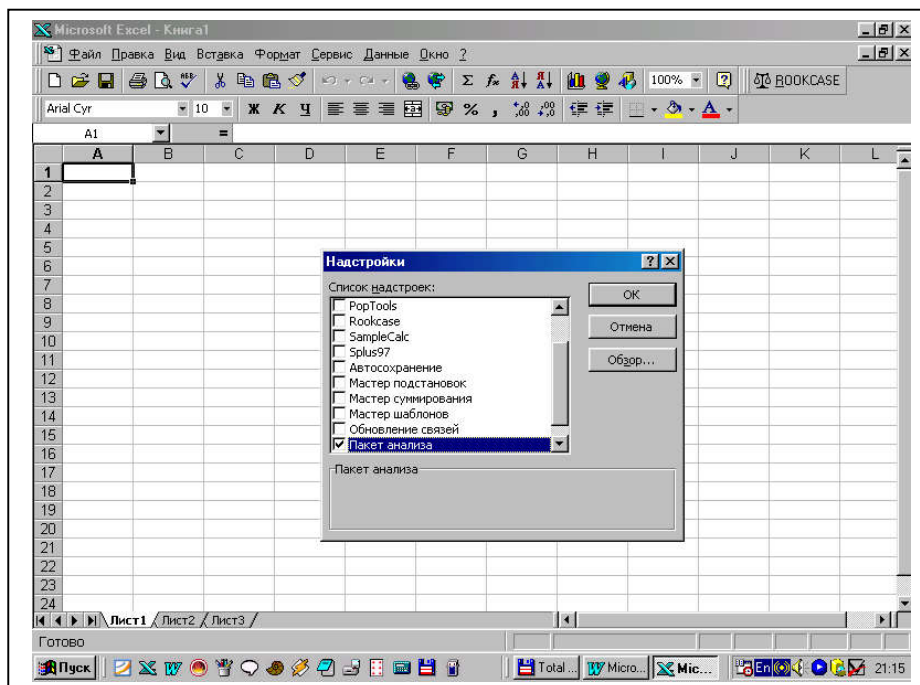 Microsoft Excel - Книга1
Файл Правка Вид Вставка Формат Сервис Данные Окно ?
100% ROOKCASE
Arial Cyr 10 Ж К Ч % ,
A1 =
A B C D E F G H I J K L
1
2
3
4
5
6
7
8
9
10
11
12
13
14
15
16
17
18
19
20
21
22
23
24
Надстройки
Список надстроек:
PopTools
Rookcase
SampleCalc
Splus97
Автосохранение
Мастер подстановок
Мастер суммирования
Мастер шаблонов
Обновление связей
Пакет анализа
OK
Отмена
Обзор...
Пакет анализа
Лист1 Лист2 Лист3
Готово
Пуск Total ... Micro... Mic... En 21:15